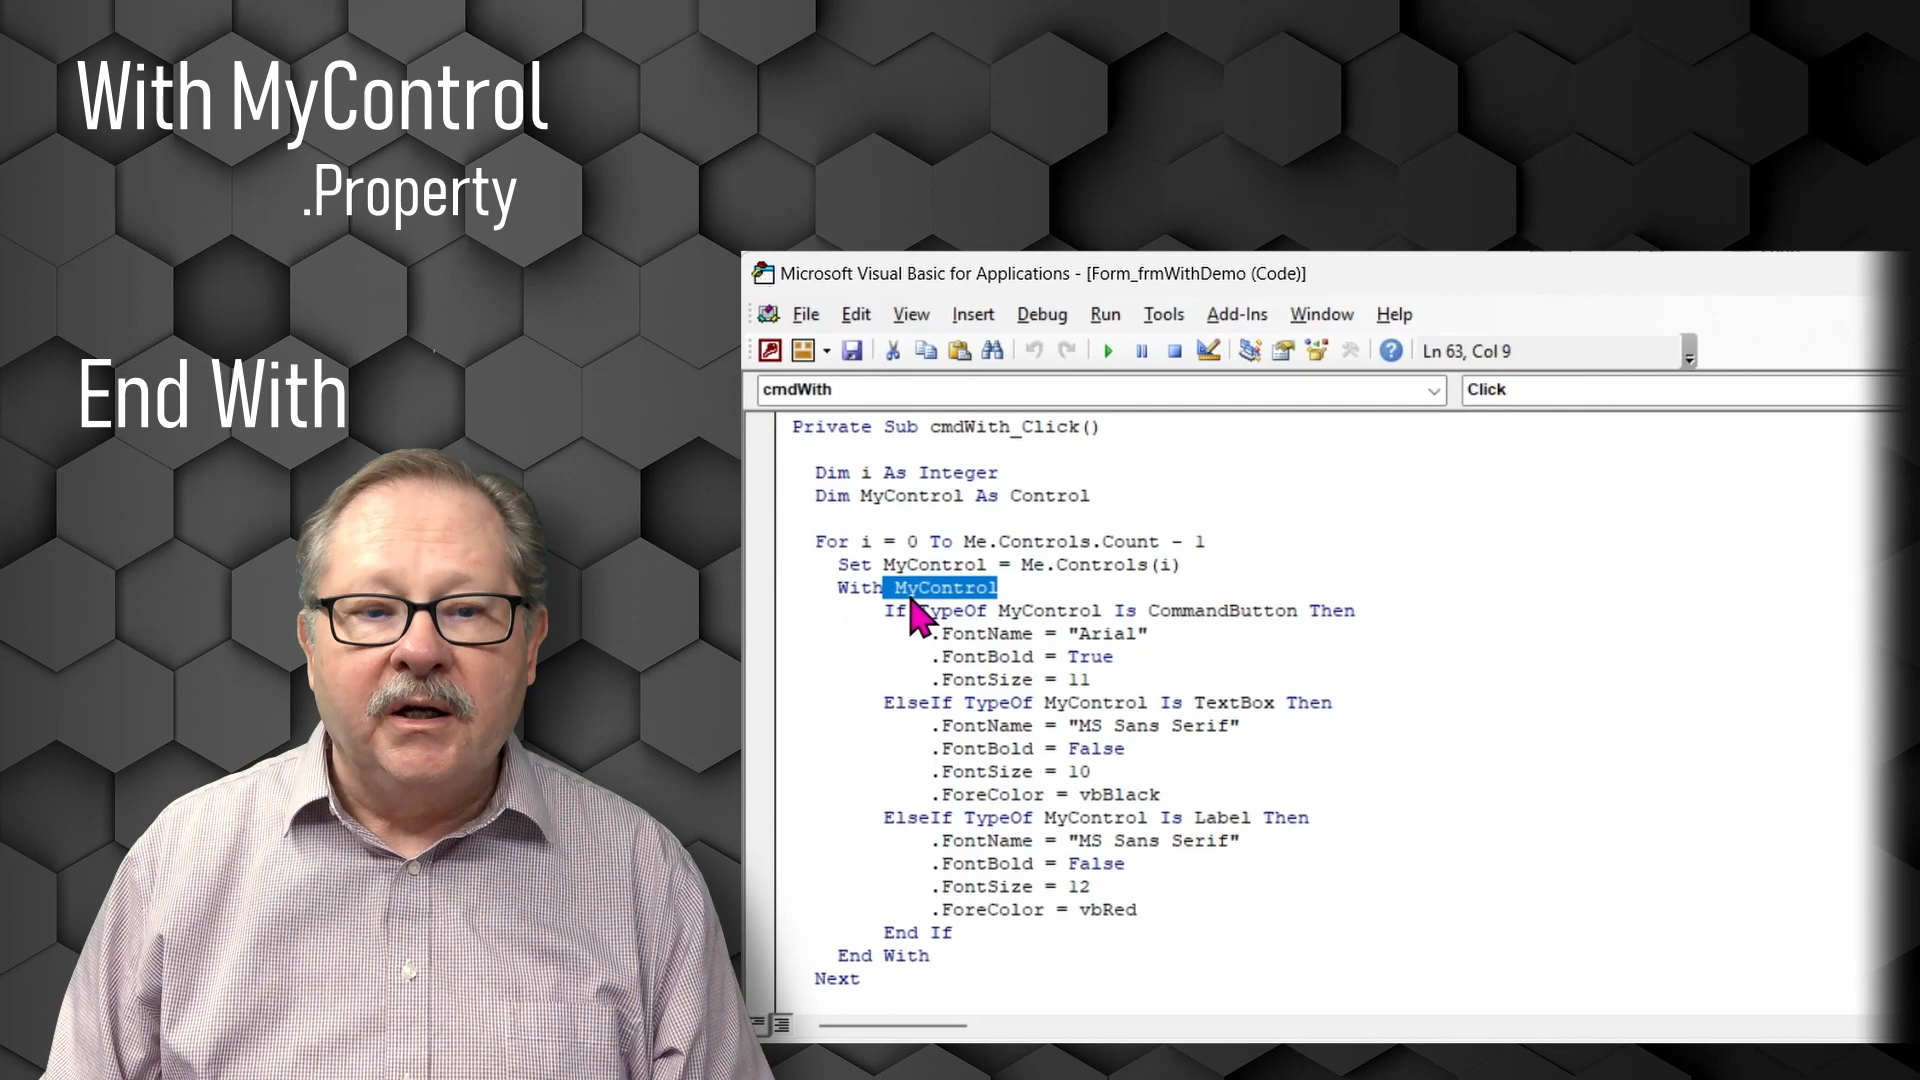 With MyControl
.Property
End With
Microsoft Visual Basic for Applications - [Form_frmWithDemo (Code)]
File Edit View Insert Debug Run Tools Add-Ins Window Help
Ln 63, Col 9
cmdWith Click
Private Sub cmdWith_Click()
Dim i As Integer
Dim MyControl As Control
For i = 0 To Me.Controls.Count - 1
Set MyControl = Me.Controls(i)
With MyControl
If TypeOf MyControl Is CommandButton Then
.FontName = "Arial"
.FontBold = True
.FontSize = 11
ElseIf TypeOf MyControl Is TextBox Then
.FontName = "MS Sans Serif"
.FontBold = False
.FontSize = 10
.ForeColor = vbBlack
ElseIf TypeOf MyControl Is Label Then
.FontName = "MS Sans Serif"
.FontBold = False
.FontSize = 12
.ForeColor = vbRed
End If
End With
Next